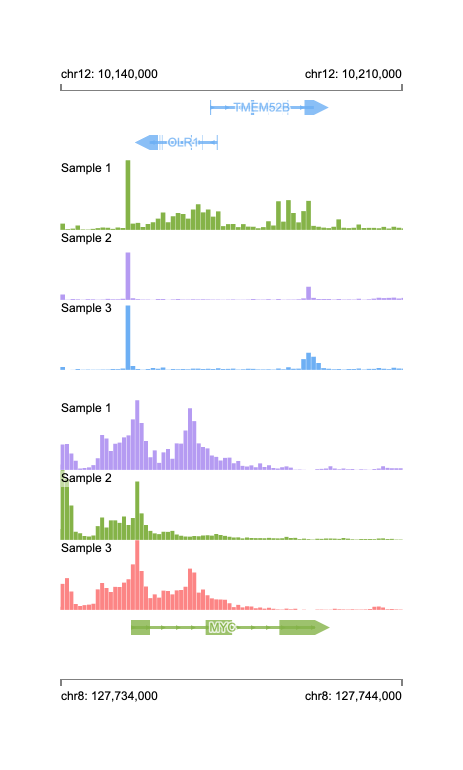 chr12: 10,140,000 chr12: 10,210,000
TMEM52B
OLR1
Sample 1
Sample 2
Sample 3
Sample 1
Sample 2
Sample 3
MYC
chr8: 127,734,000 chr8: 127,744,000